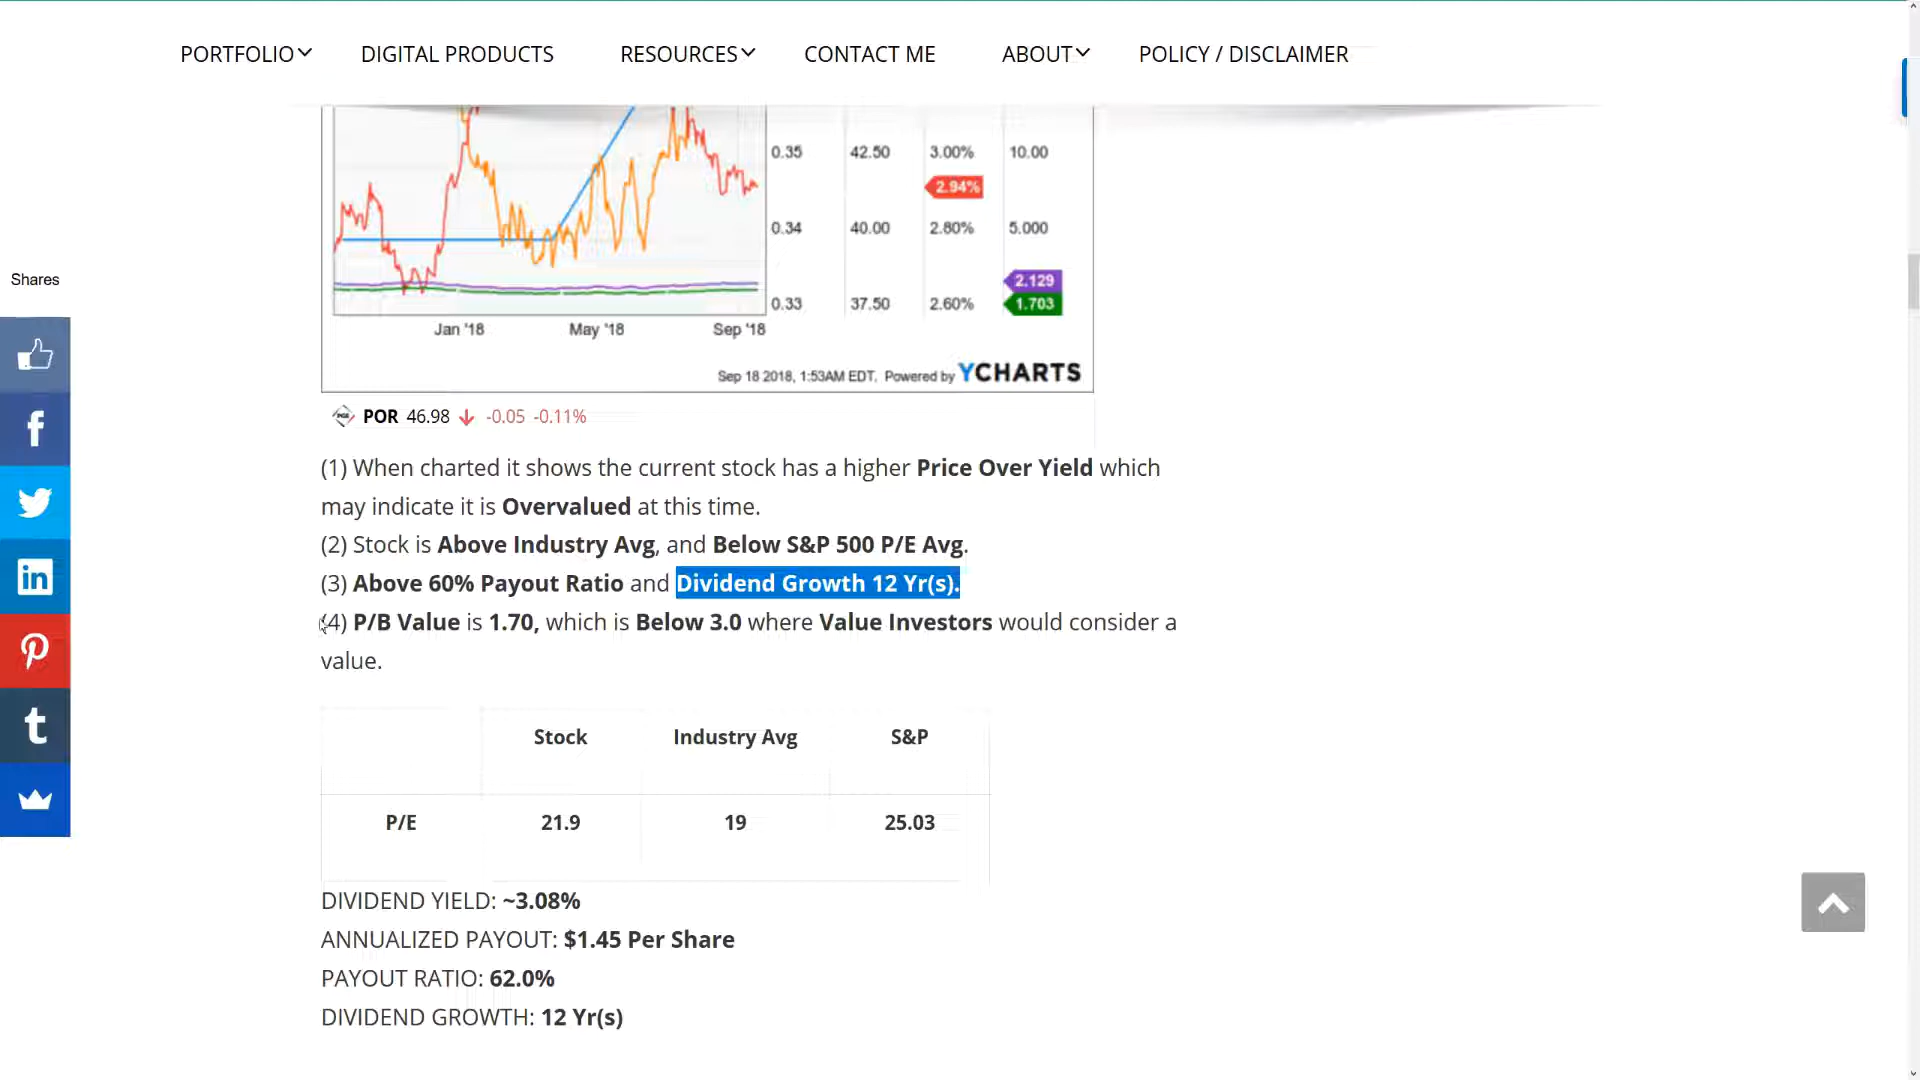 PORTFOLIO DIGITAL PRODUCTS RESOURCES CONTACT ME ABOUT POLICY / DISCLAIMER
0.35 42.50 3.00% 10.00
2.94%
0.34 40.00 2.80% 5.000
2.129
0.33 37.50 2.60% 1.703
Jan '18 May '18 Sep '18
Sep 18 2018, 1:53AM EDT. Powered by YCHARTS
Shares
PGE POR 46.98 -0.05 -0.11%
(1) When charted it shows the current stock has a higher Price Over Yield which
may indicate it is Overvalued at this time.
(2) Stock is Above Industry Avg, and Below S&P 500 P/E Avg.
(3) Above 60% Payout Ratio and Dividend Growth 12 Yr(s).
(4) P/B Value is 1.70, which is Below 3.0 where Value Investors would consider a
value.
Stock Industry Avg S&P
P/E 21.9 19 25.03
DIVIDEND YIELD: ~3.08%
ANNUALIZED PAYOUT: $1.45 Per Share
PAYOUT RATIO: 62.0%
DIVIDEND GROWTH: 12 Yr(s)